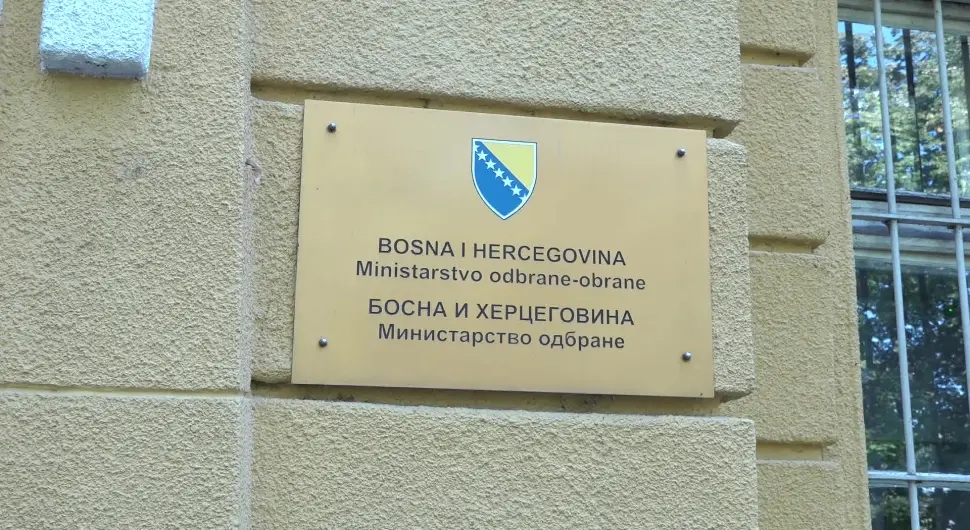 BOSNA I HERCEGOVINA
Ministarstvo odbrane-obrane
БОСНА И ХЕРЦЕГОВИНА
Министарство одбране